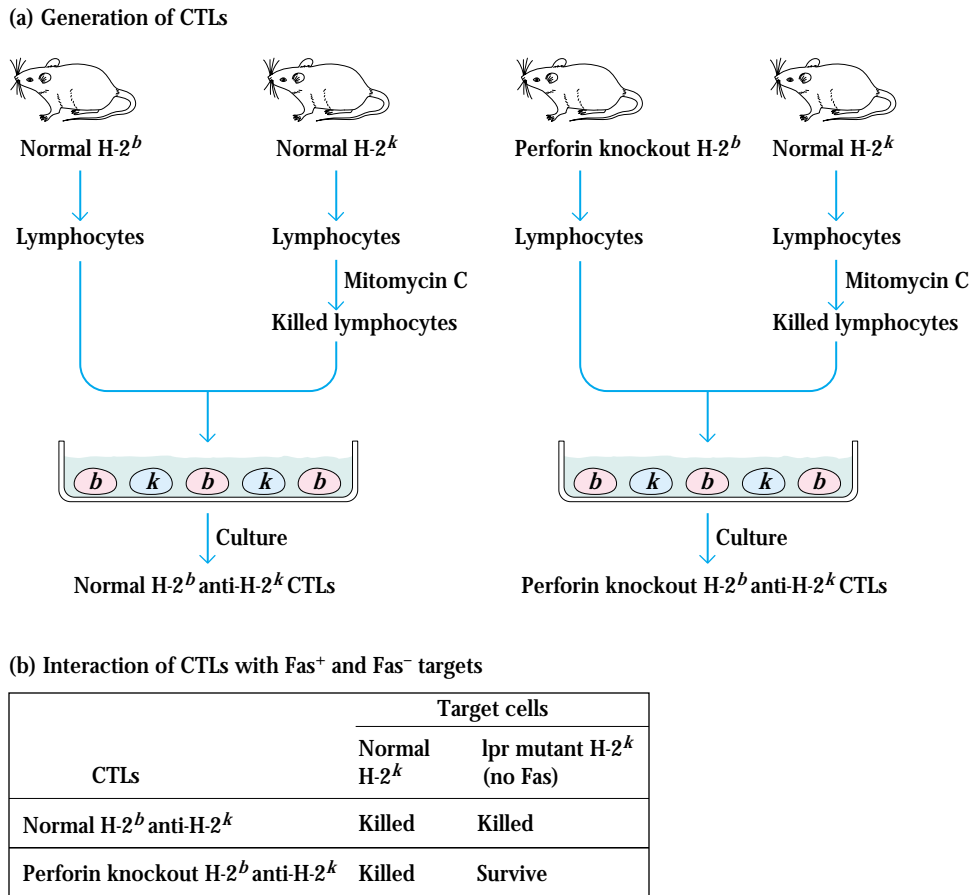 (a) Generation of CTLs
Normal H-2ᵇ Normal H-2ᵏ Perforin knockout H-2ᵇ Normal H-2ᵏ
Lymphocytes Lymphocytes Lymphocytes Lymphocytes
Mitomycin C Mitomycin C
Killed lymphocytes Killed lymphocytes
b k b k b b k b k b
Culture Culture
Normal H-2ᵇ anti-H-2ᵏ CTLs Perforin knockout H-2ᵇ anti-H-2ᵏ CTLs
(b) Interaction of CTLs with Fas⁺ and Fas⁻ targets
Target cells
Normal lpr mutant H-2ᵏ
CTLs H-2ᵏ (no Fas)
Normal H-2ᵇ anti-H-2ᵏ Killed Killed
Perforin knockout H-2ᵇ anti-H-2ᵏ Killed Survive